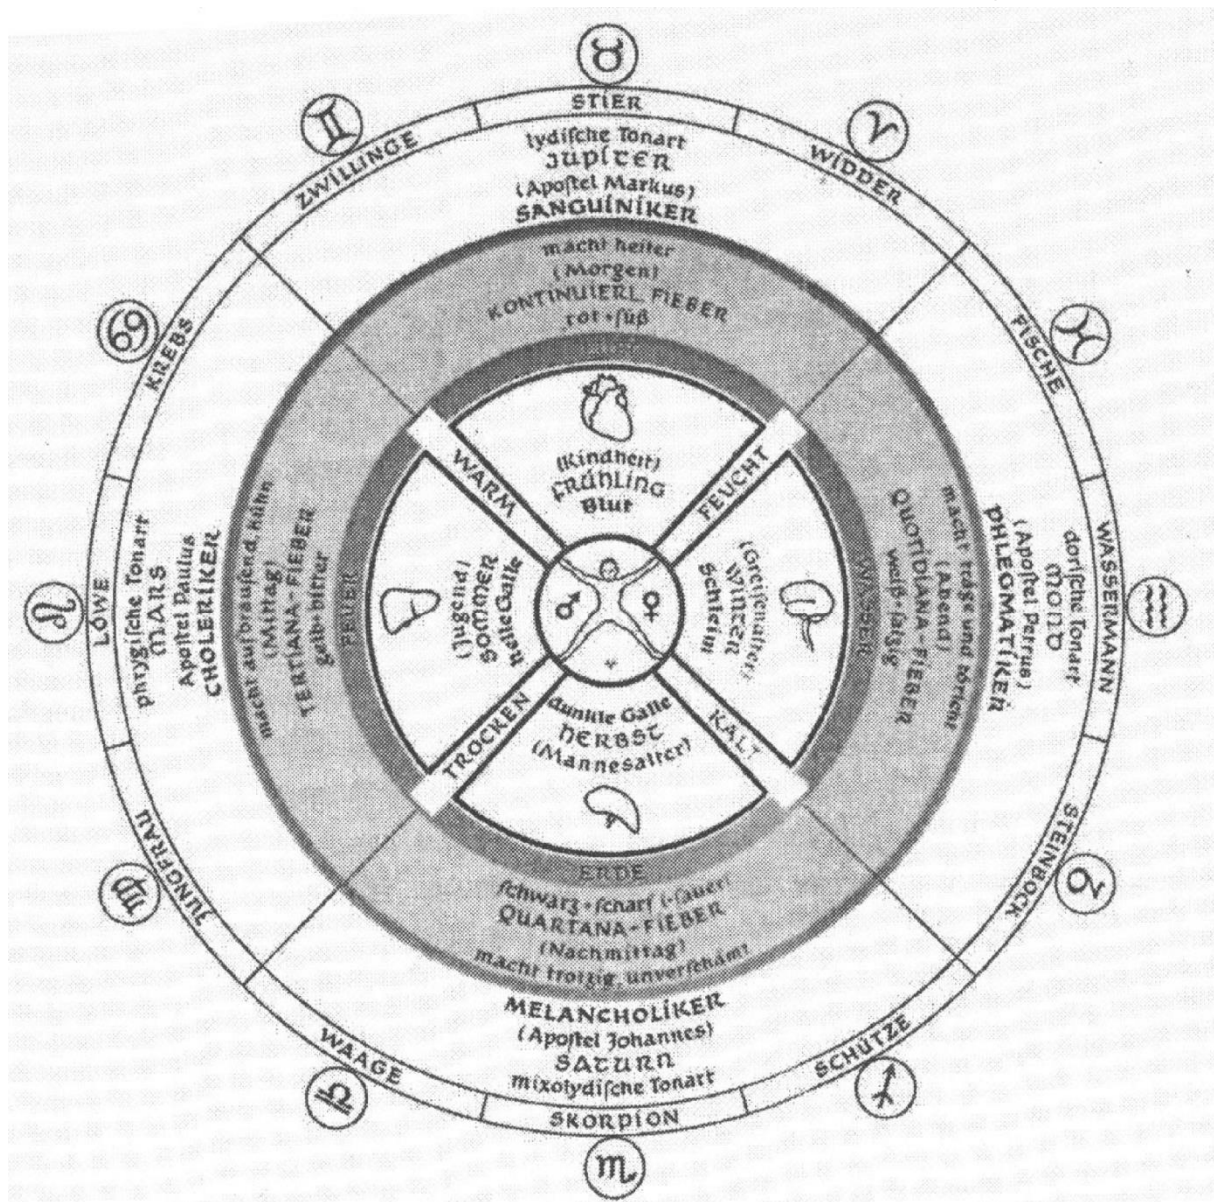 STIER
WIDDER
FISCHE
WASSERMANN
STEINBOCK
SCHÜTZE
SKORPION
WAAGE
JUNGFRAU
LÖWE
KREBS
ZWILLINGE
lydische Tonart
JUPITER
(Apostel Markus)
SANGUINIKER
macht heiter
(Morgen)
KONTINUIERL. FIEBER
rot + süß
(Kindheit)
FRÜHLING
Blut
dorische Tonart
MOND
(Apostel Petrus)
PHLEGMATIKER
macht träge und töricht
(Abend)
QUOTIDIANA-FIEBER
weiß + salzig
WASSER
(Greisenalter)
WINTER
Schleim
dunkle Galle
HERBST
(Mannesalter)
ERDE
schwarz + scharf (-sauer)
QUARTANA-FIEBER
(Nachmittag)
macht trotzig, unverschämt
MELANCHOLIKER
(Apostel Johannes)
SATURN
mixolydische Tonart
phrygische Tonart
MARS
Apostel Paulus
CHOLERIKER
macht aufbrausend, kühn
(Mittag)
TERTIANA-FIEBER
gelb + bitter
FEUER
(Jugend)
SOMMER
helle Galle
WARM
FEUCHT
KALT
TROCKEN